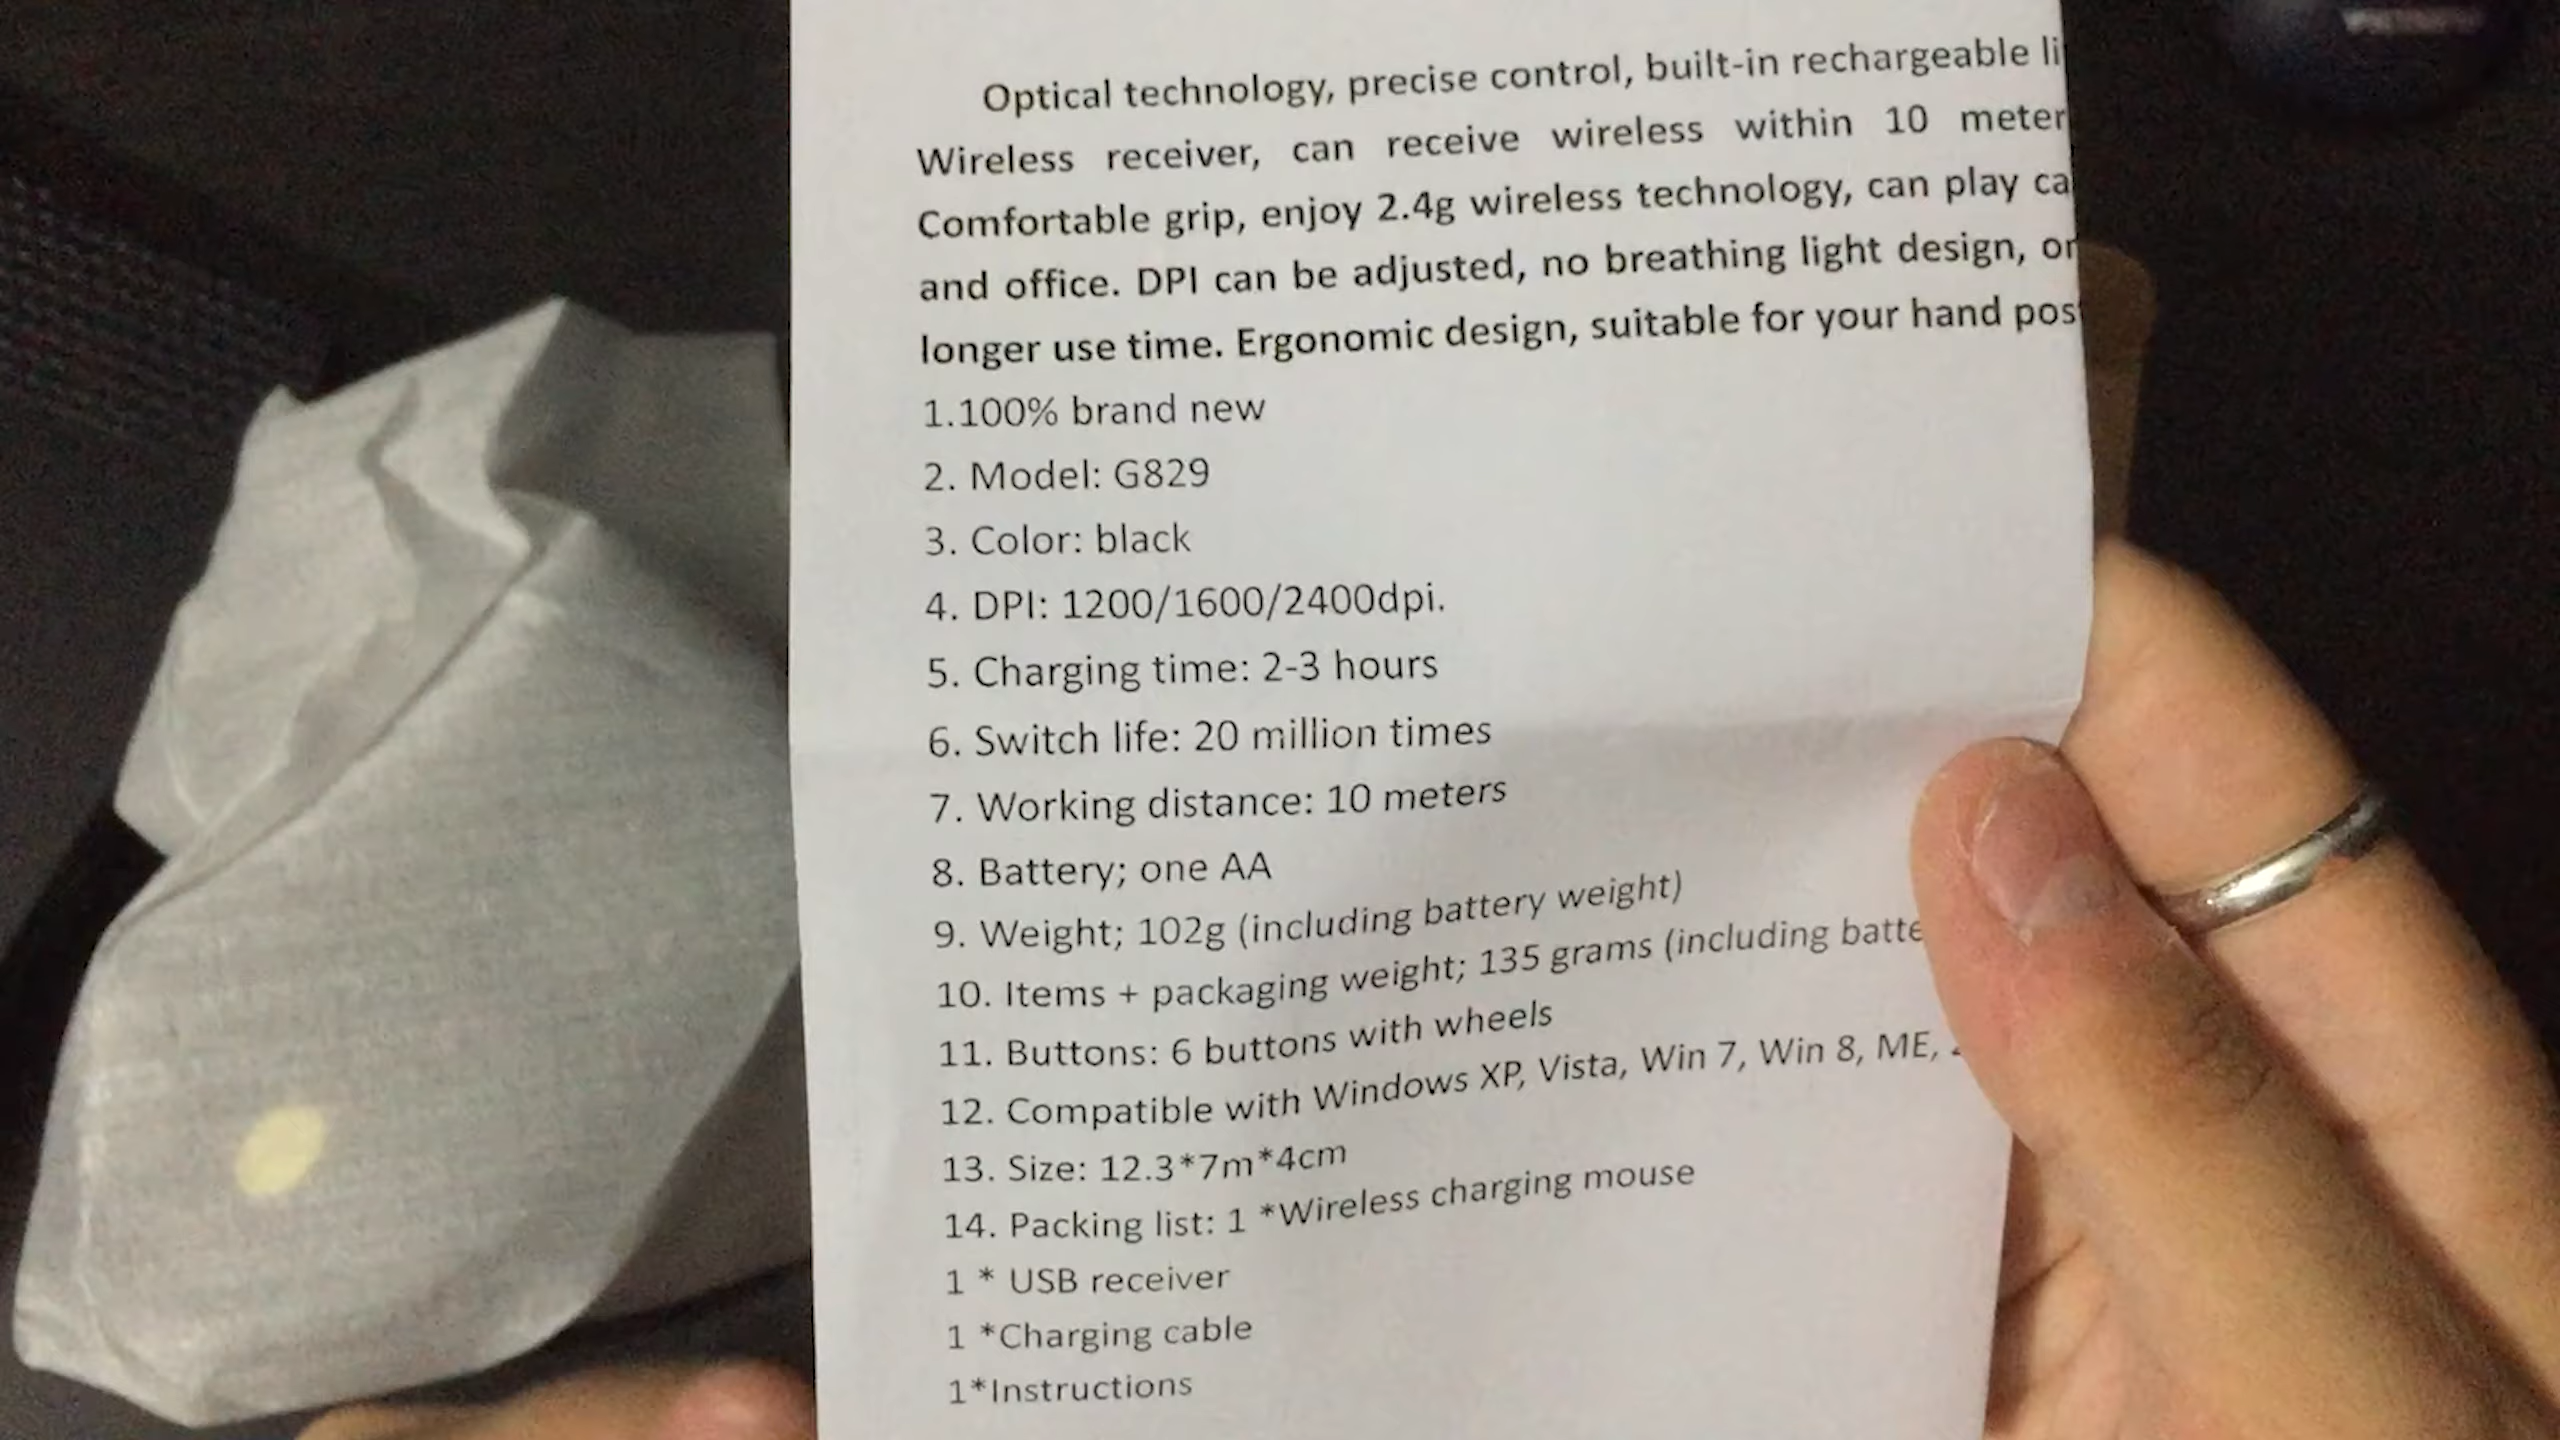 Optical technology, precise control, built-in rechargeable li
Wireless receiver, can receive wireless within 10 meter
Comfortable grip, enjoy 2.4g wireless technology, can play ca
and office. DPI can be adjusted, no breathing light design, or
longer use time. Ergonomic design, suitable for your hand pos
1.100% brand new
2. Model: G829
3. Color: black
4. DPI: 1200/1600/2400dpi.
5. Charging time: 2-3 hours
6. Switch life: 20 million times
7. Working distance: 10 meters
8. Battery; one AA
9. Weight; 102g (including battery weight)
10. Items + packaging weight; 135 grams (including batte
11. Buttons: 6 buttons with wheels
12. Compatible with Windows XP, Vista, Win 7, Win 8, ME,
13. Size: 12.3*7m*4cm
14. Packing list: 1 *Wireless charging mouse
1 * USB receiver
1 *Charging cable
1*Instructions